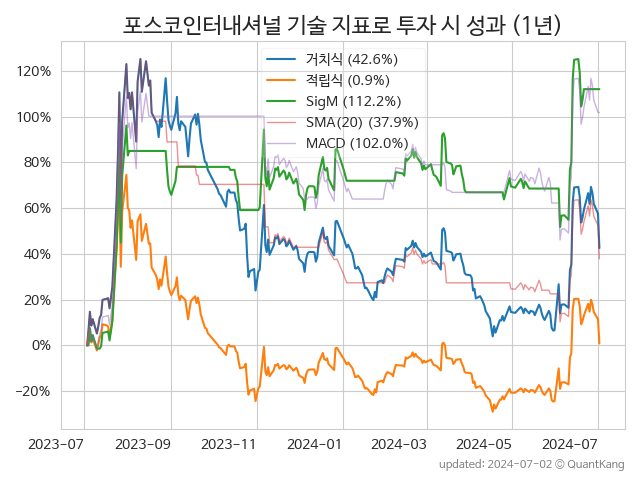 포스코인터내셔널 기술 지표로 투자 시 성과 (1년)
거치식 (42.6%)
적립식 (0.9%)
SigM (112.2%)
SMA(20) (37.9%)
MACD (102.0%)
120%
100%
80%
60%
40%
20%
0%
−20%
2023-07 2023-09 2023-11 2024-01 2024-03 2024-05 2024-07
updated: 2024-07-02 © QuantKang